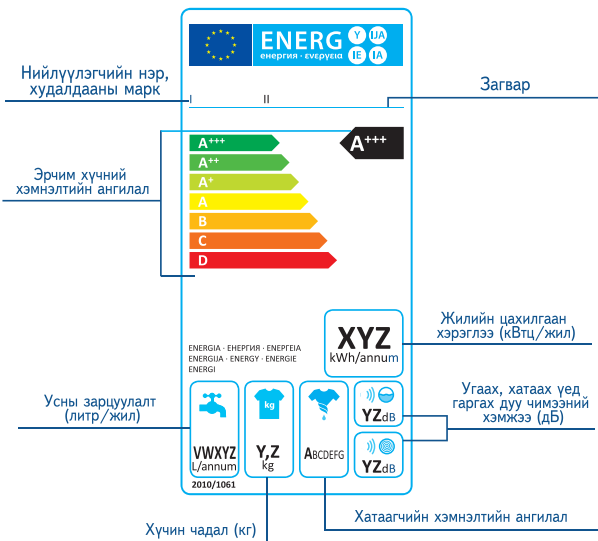 ENERG Y IJA
енергия · ενεργεια IE IA
Нийлүүлэгчийн нэр,
худалдааны марк
I II
Загвар
A+++
A+++
A++
A+
A
B
C
D
Эрчим хүчний
хэмнэлтийн ангилал
XYZ
kWh/annum
Жилийн цахилгаан
хэрэглээ (кВтц/жил)
ENERGIA · ЕНЕРГИЯ · ΕΝΕΡΓΕΙΑ
ENERGIJA · ENERGY · ENERGIE
ENERGI
Усны зарцуулалт
(литр/жил)
VWXYZ
L/annum
kg
Y,Z
kg
ABCDEFG
YZdB
YZdB
Угаах, хатаах үед
гаргах дуу чимээний
хэмжээ (дБ)
2010/1061
Хүчин чадал (кг)
Хатаагчийн хэмнэлтийн ангилал